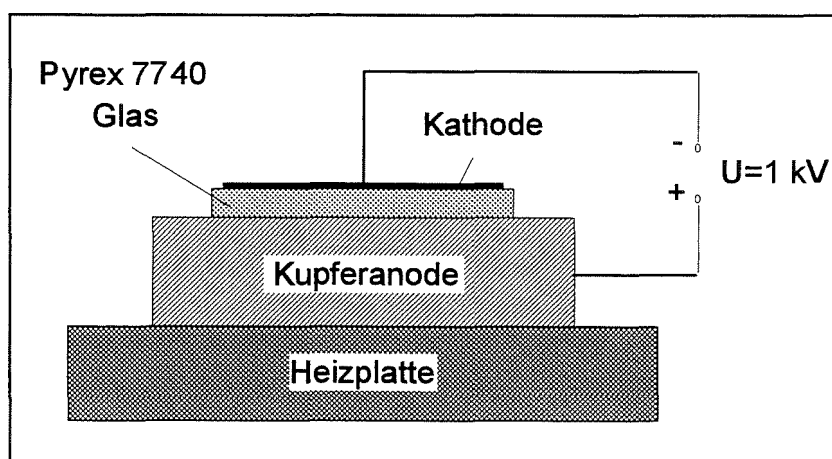 Pyrex 7740
Glas
Kathode
-
+
U=1 kV
Kupferanode
Heizplatte